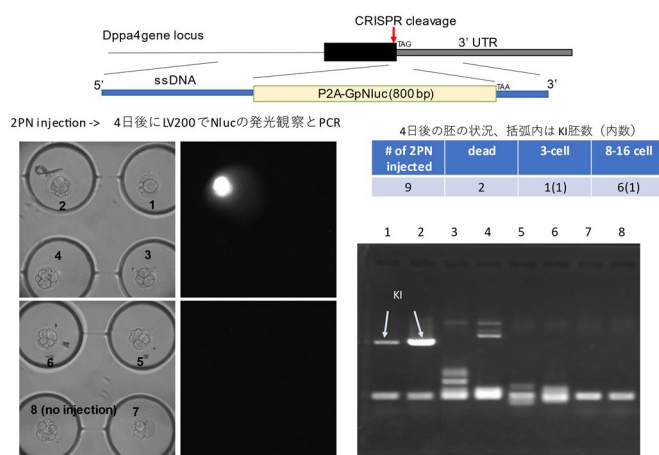 CRISPR cleavage
Dppa4gene locus
TAG
3’ UTR
5’
ssDNA
P2A-GpNluc(800 bp)
TAA
3’
2PN injection -> 4日後にLV200でNlucの発光観察とPCR
4日後の胚の状況、括弧内は KI胚数（内数）
# of 2PN injected dead 3-cell 8-16 cell
9 2 1(1) 6(1)
2 1
4 3
6 5
8 (no injection) 7
1 2 3 4 5 6 7 8
KI